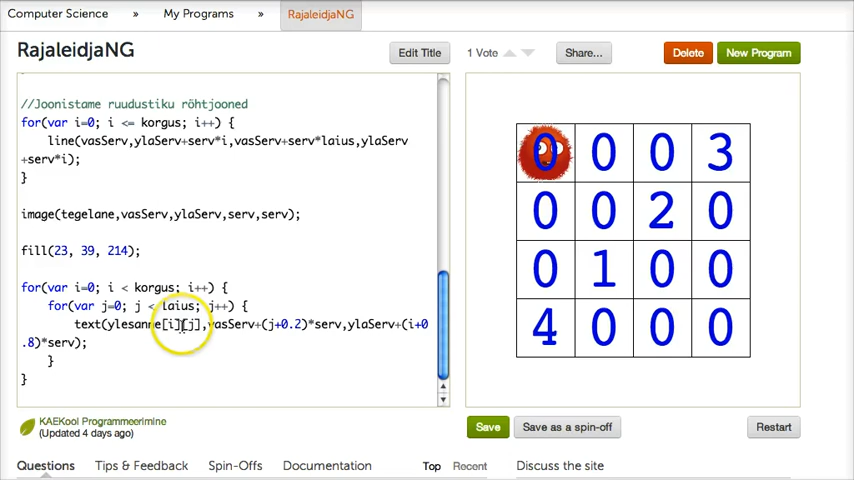 Computer Science » My Programs » RajaleidjaNG
RajaleidjaNG
Edit Title
1 Vote
Share...
Delete
New Program
//Joonistame ruudustiku rõhtjooned
for(var i=0; i <= korgus; i++) {
line(vasServ,ylaServ+serv*i,vasServ+serv*laius,ylaServ
+serv*i);
}
image(tegelane,vasServ,ylaServ,serv,serv);
fill(23, 39, 214);
for(var i=0; i < korgus; i++) {
for(var j=0; j < laius; j++) {
text(ylesanne[i][j],vasServ+(j+0.2)*serv,ylaServ+(i+0
.8)*serv);
}
}
0 0 0 3
0 0 2 0
0 1 0 0
4 0 0 0
KAEKool Programmeerimine
(Updated 4 days ago)
Save
Save as a spin-off
Restart
Questions Tips & Feedback Spin-Offs Documentation Top Recent
Discuss the site